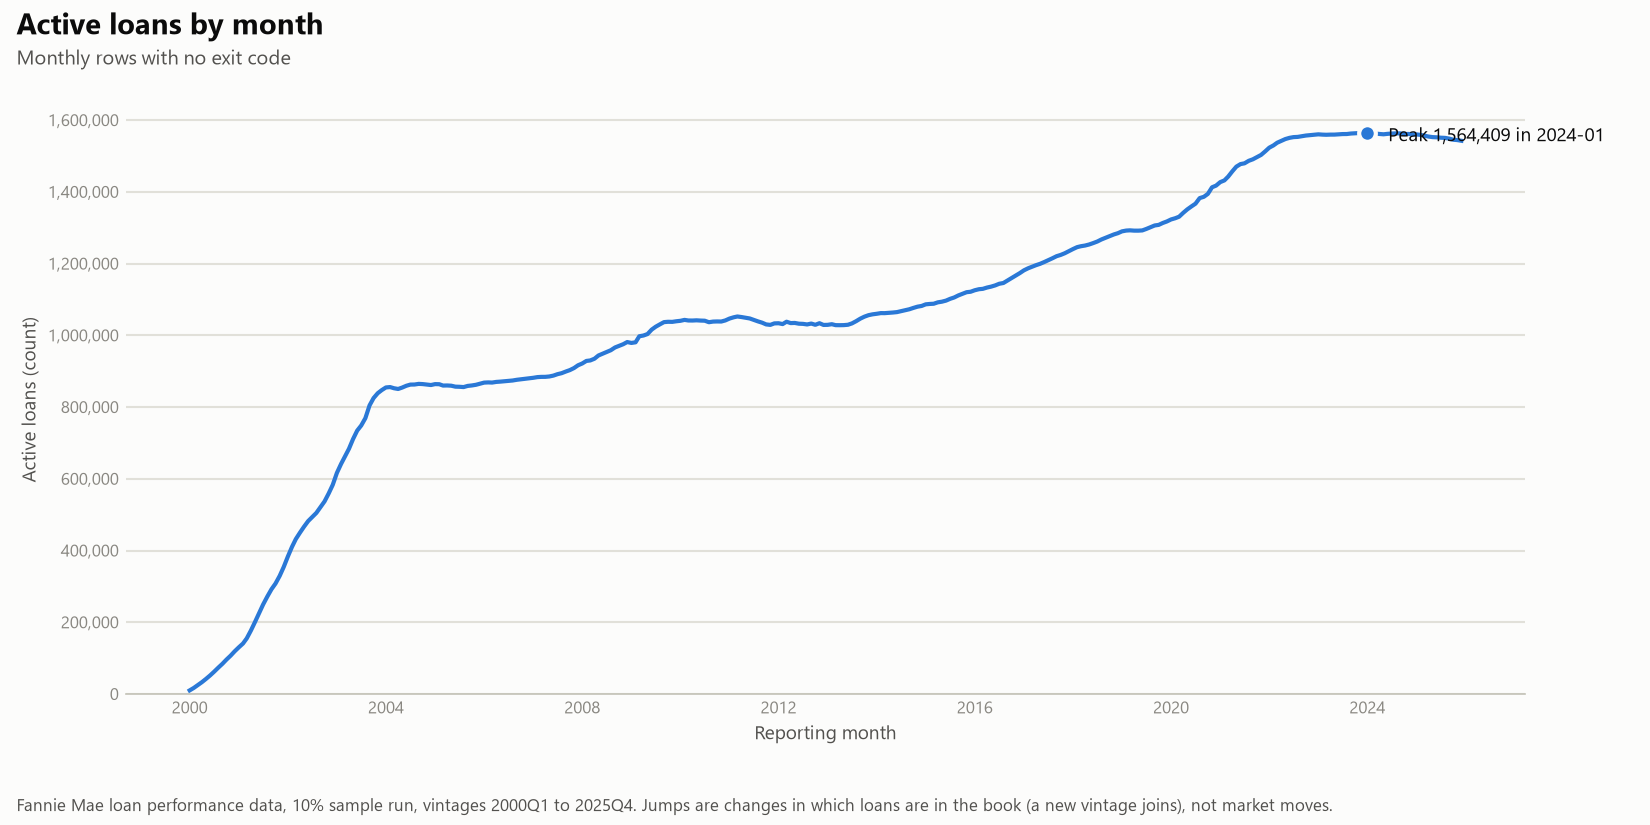 Active loans by month
Monthly rows with no exit code
1,600,000
1,400,000
1,200,000
1,000,000
800,000
600,000
400,000
200,000
0
Active loans (count)
Peak 1,564,409 in 2024-01
2000
2004
2008
2012
2016
2020
2024
Reporting month
Fannie Mae loan performance data, 10% sample run, vintages 2000Q1 to 2025Q4. Jumps are changes in which loans are in the book (a new vintage joins), not market moves.